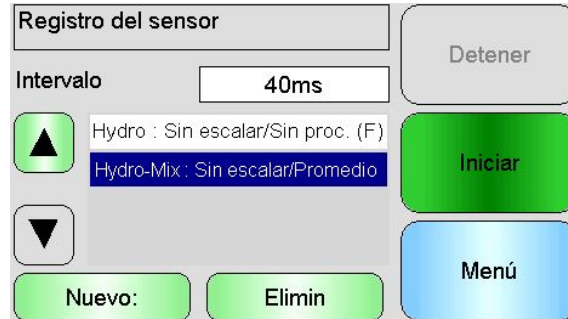 Registro del sensor
Detener
Intervalo
40ms
Hydro : Sin escalar/Sin proc. (F)
Hydro-Mix : Sin escalar/Promedio
Iniciar
Menú
Nuevo:
Elimin